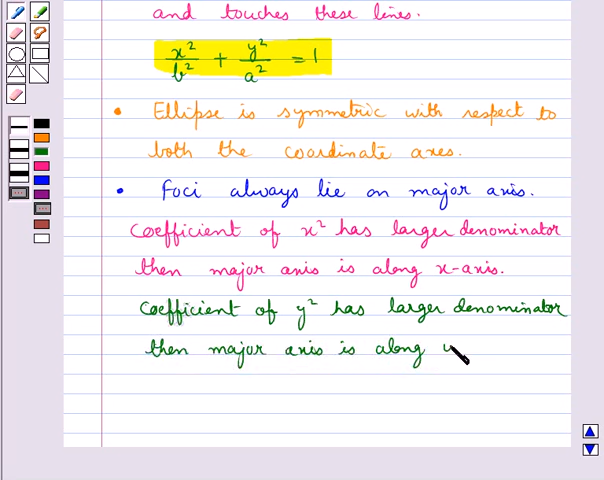 and touches these lines.
x²/b² + y²/a² = 1
• Ellipse is symmetric with respect to
both the coordinate axes.
• Foci always lie on major axis.
Coefficient of x² has larger denominator
then major axis is along x-axis.
Coefficient of y² has larger denominator
then major axis is along